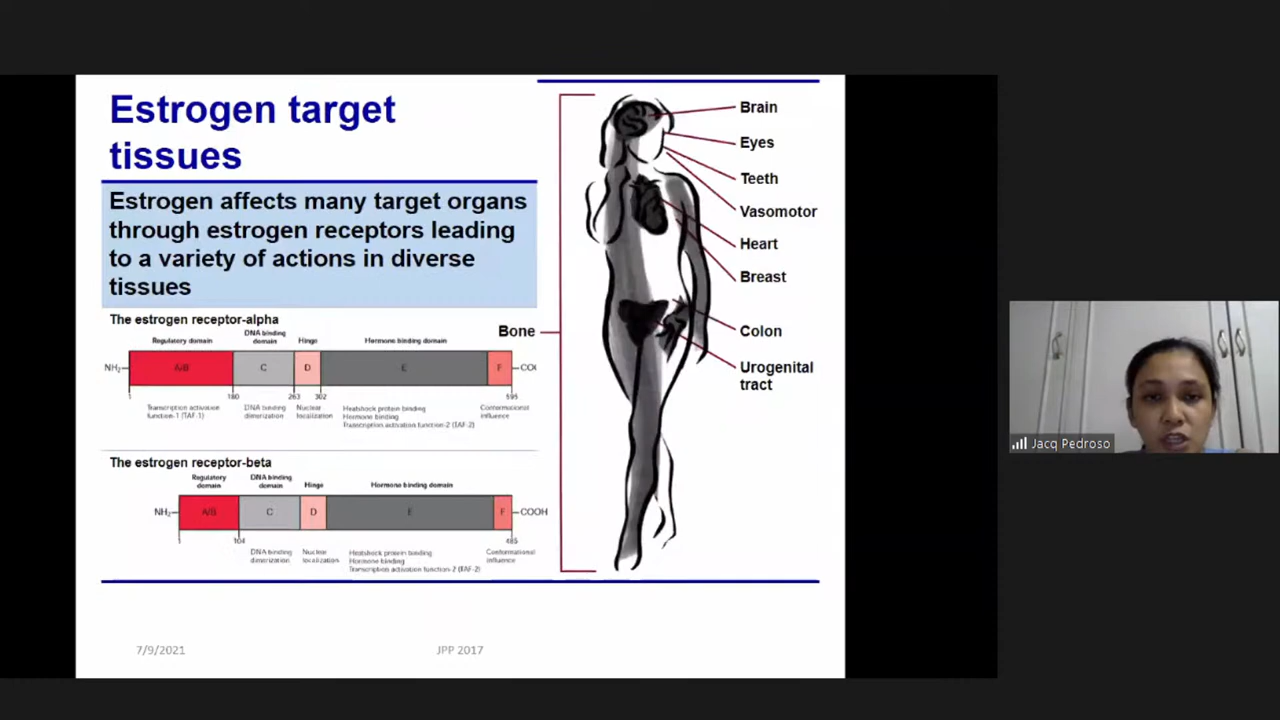 Estrogen target
tissues
Estrogen affects many target organs
through estrogen receptors leading
to a variety of actions in diverse
tissues
The estrogen receptor-alpha
Regulatory domain
DNA binding
domain
Hinge
Hormone binding domain
NH2
A/B
C
D
E
F
CO
1
180
263
302
595
Transcription activation
function-1 (TAF-1)
DNA binding
dimerization
Nuclear
localization
Heatshock protein binding
Hormone binding
Transcription activation function-2 (TAF-2)
Conformational
influence
The estrogen receptor-beta
Regulatory
domain
DNA binding
domain
Hinge
Hormone binding domain
NH2
A/B
C
D
E
F
COOH
1
104
485
DNA binding
dimerization
Nuclear
localization
Heatshock protein binding
Hormone binding
Transcription activation function-2 (TAF-2)
Conformational
influence
Bone
Brain
Eyes
Teeth
Vasomotor
Heart
Breast
Colon
Urogenital
tract
7/9/2021
JPP 2017
Jacq Pedroso